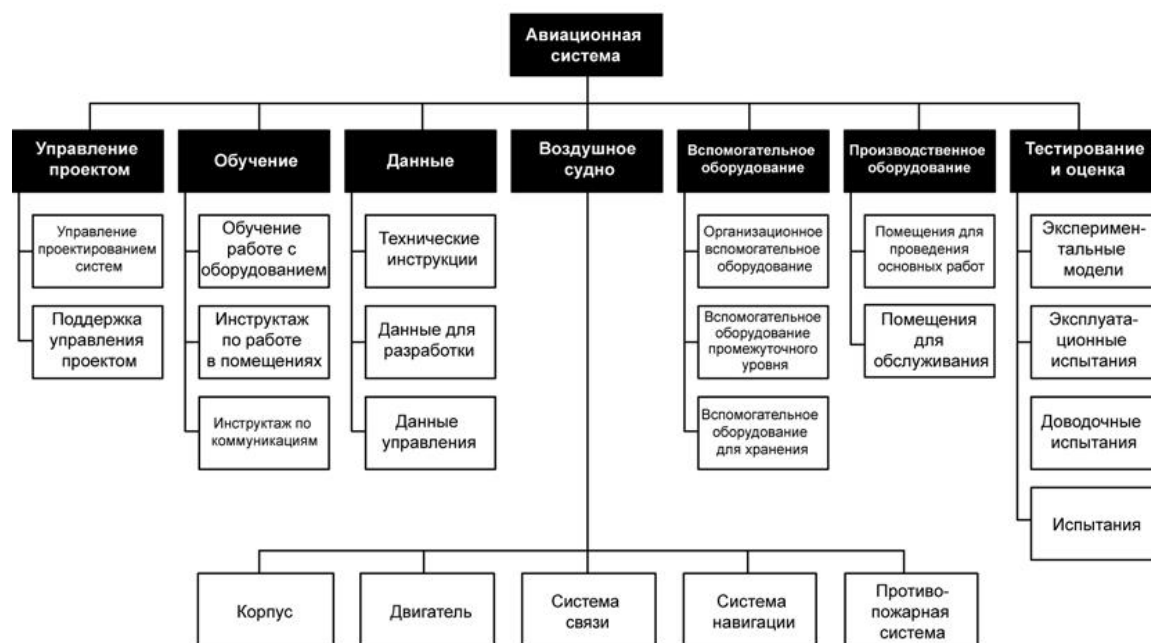 Авиационная
система
Управление
проектом
Обучение
Данные
Воздушное
судно
Вспомогательное
оборудование
Производственное
оборудование
Тестирование
и оценка
Управление
проектированием
систем
Поддержка
управления
проектом
Обучение
работе с
оборудованием
Инструктаж
по работе
в помещениях
Инструктаж по
коммуникациям
Технические
инструкции
Данные для
разработки
Данные
управления
Организационное
вспомогательное
оборудование
Вспомогательное
оборудование
промежуточного
уровня
Вспомогательное
оборудование
для хранения
Помещения для
проведения
основных работ
Помещения
для
обслуживания
Эксперимен-
тальные
модели
Эксплуата-
ционные
испытания
Доводочные
испытания
Испытания
Корпус
Двигатель
Система
связи
Система
навигации
Противо-
пожарная
система